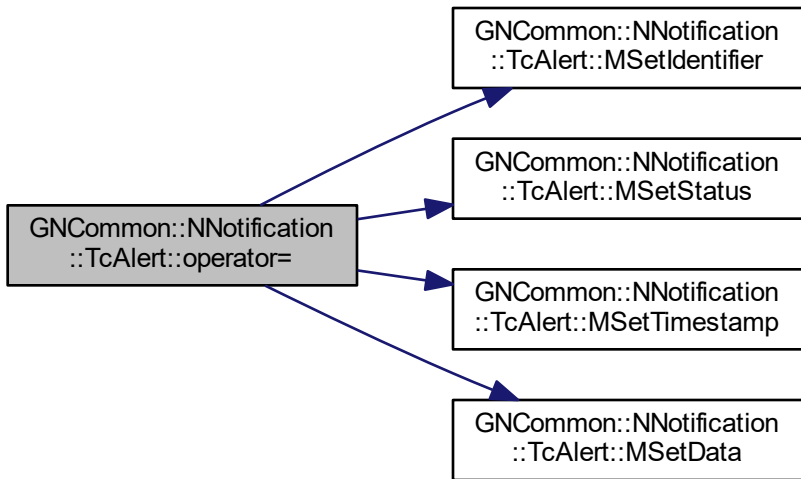 GNCommon::NNotification
::TcAlert::MSetIdentifier
GNCommon::NNotification
::TcAlert::MSetStatus
GNCommon::NNotification
::TcAlert::operator=
GNCommon::NNotification
::TcAlert::MSetTimestamp
GNCommon::NNotification
::TcAlert::MSetData